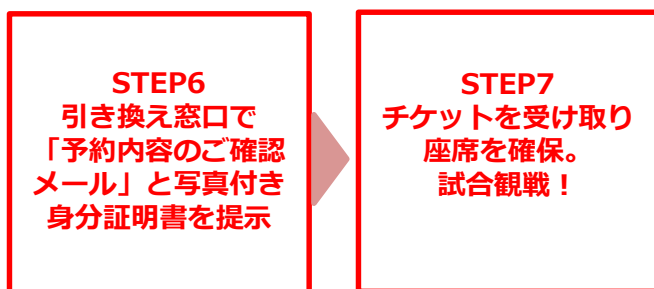 STEP6
引き換え窓口で
「予約内容のご確認
メール」と写真付き
身分証明書を提示
STEP7
チケットを受け取り
座席を確保。
試合観戦！